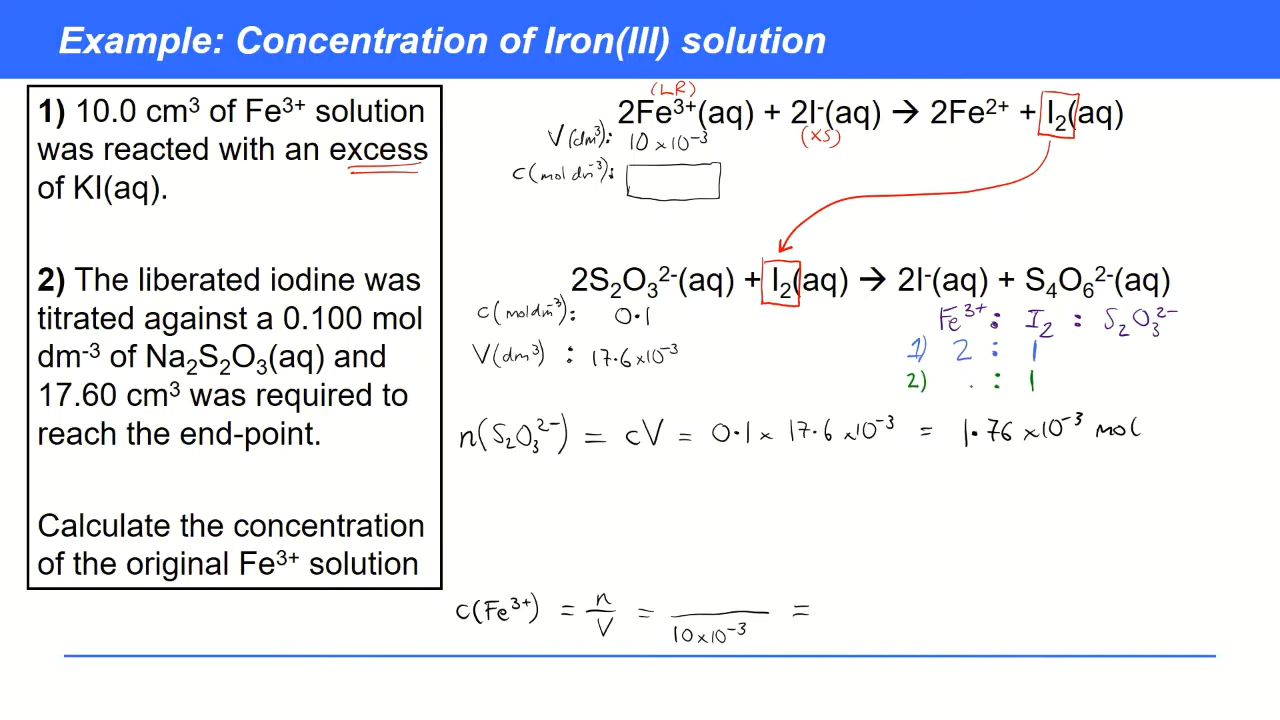 Example: Concentration of Iron(III) solution
1) 10.0 cm³ of Fe³⁺ solution
was reacted with an excess
of KI(aq).
2) The liberated iodine was
titrated against a 0.100 mol
dm⁻³ of Na₂S₂O₃(aq) and
17.60 cm³ was required to
reach the end-point.
Calculate the concentration
of the original Fe³⁺ solution
(LR)
2Fe³⁺(aq) + 2I⁻(aq) → 2Fe²⁺ + I₂(aq)
V(dm³): 10 × 10⁻³ (XS)
c(mol dm⁻³):
2S₂O₃²⁻(aq) + I₂(aq) → 2I⁻(aq) + S₄O₆²⁻(aq)
c(moldm⁻³): 0.1
V(dm³) : 17.6×10⁻³
Fe³⁺ : I₂ : S₂O₃²⁻
1) 2 : 1
2) . : 1
n(S₂O₃²⁻) = cV = 0.1 × 17.6 ×10⁻³ = 1.76 ×10⁻³ mol
c(Fe³⁺) = n/V = /10×10⁻³ =